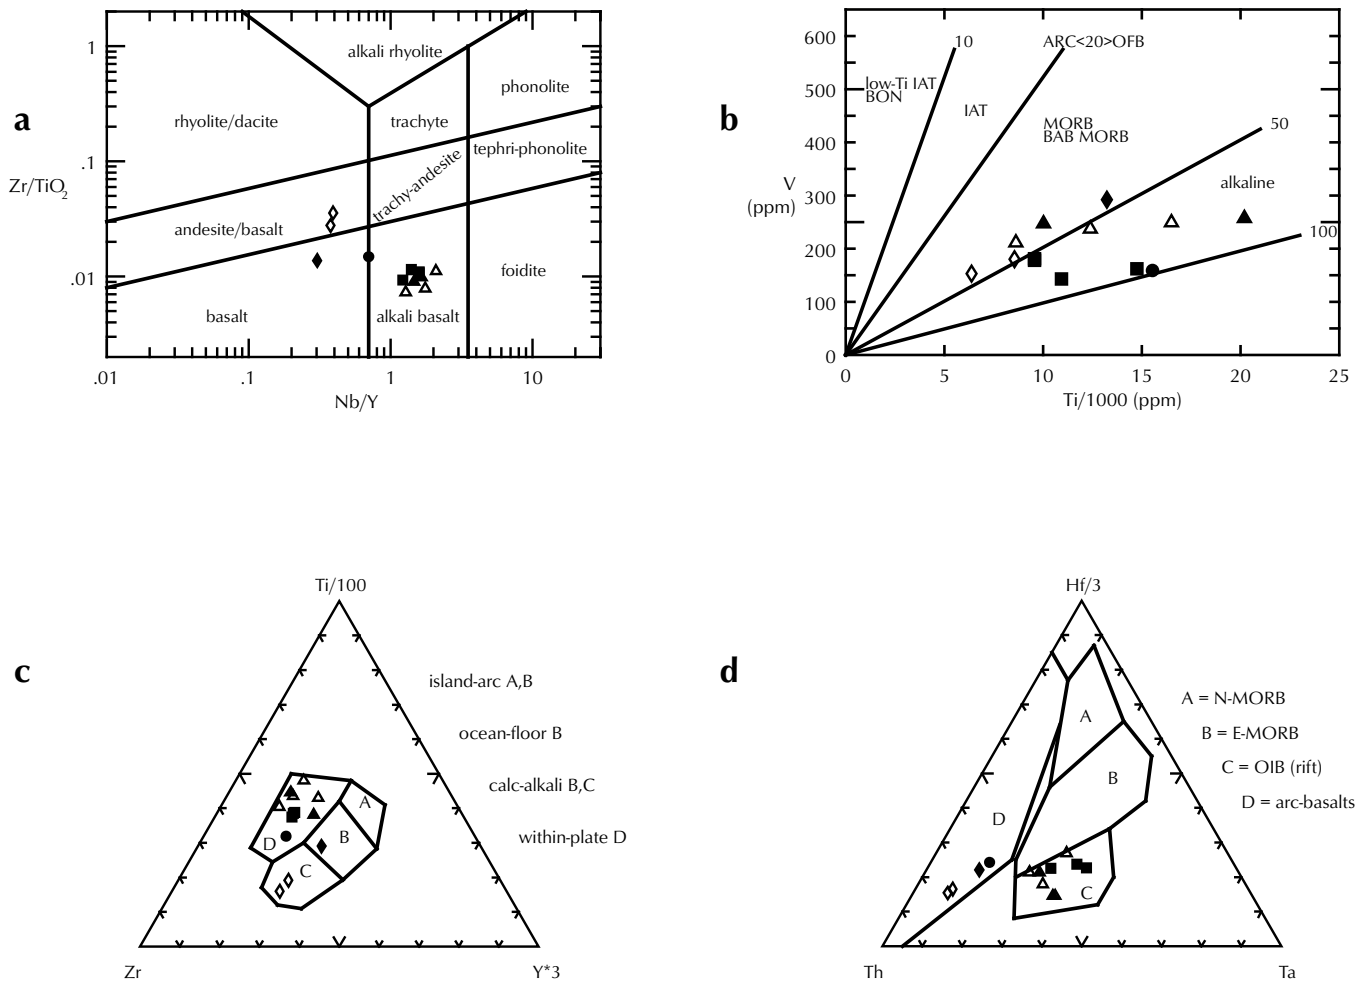 a
alkali rhyolite
phonolite
rhyolite/dacite
trachyte
tephri-phonolite
trachy-andesite
andesite/basalt
foidite
basalt
alkali basalt
1
.1
.01
Zr/TiO2
.01
.1
1
10
Nb/Y
b
600
500
400
300
200
100
0
V
(ppm)
10
ARC<20>OFB
low-Ti IAT
BON
IAT
MORB
BAB MORB
50
alkaline
100
0
5
10
15
20
25
Ti/1000 (ppm)
c
Ti/100
island-arc A,B
ocean-floor B
calc-alkali B,C
within-plate D
A
B
D
C
Zr
Y*3
d
Hf/3
A = N-MORB
B = E-MORB
C = OIB (rift)
D = arc-basalts
A
B
D
C
Th
Ta